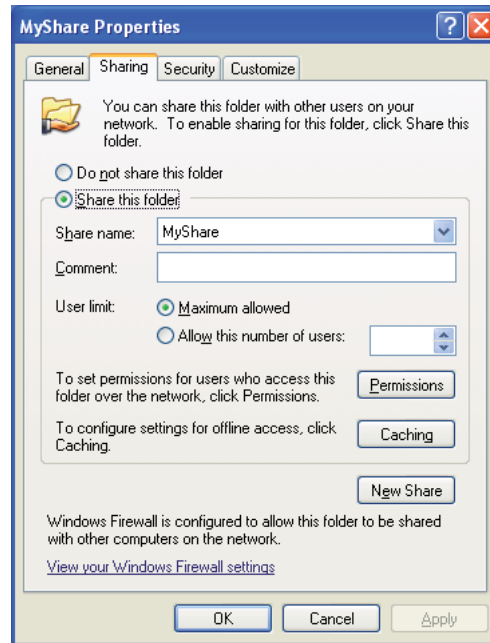 MyShare Properties
General Sharing Security Customize
You can share this folder with other users on your
network. To enable sharing for this folder, click Share this
folder.
Do not share this folder
Share this folder
Share name: MyShare
Comment:
User limit: Maximum allowed
Allow this number of users:
To set permissions for users who access this
folder over the network, click Permissions.
Permissions
To configure settings for offline access, click
Caching.
Caching
New Share
Windows Firewall is configured to allow this folder to be shared
with other computers on the network.
View your Windows Firewall settings
OK Cancel Apply